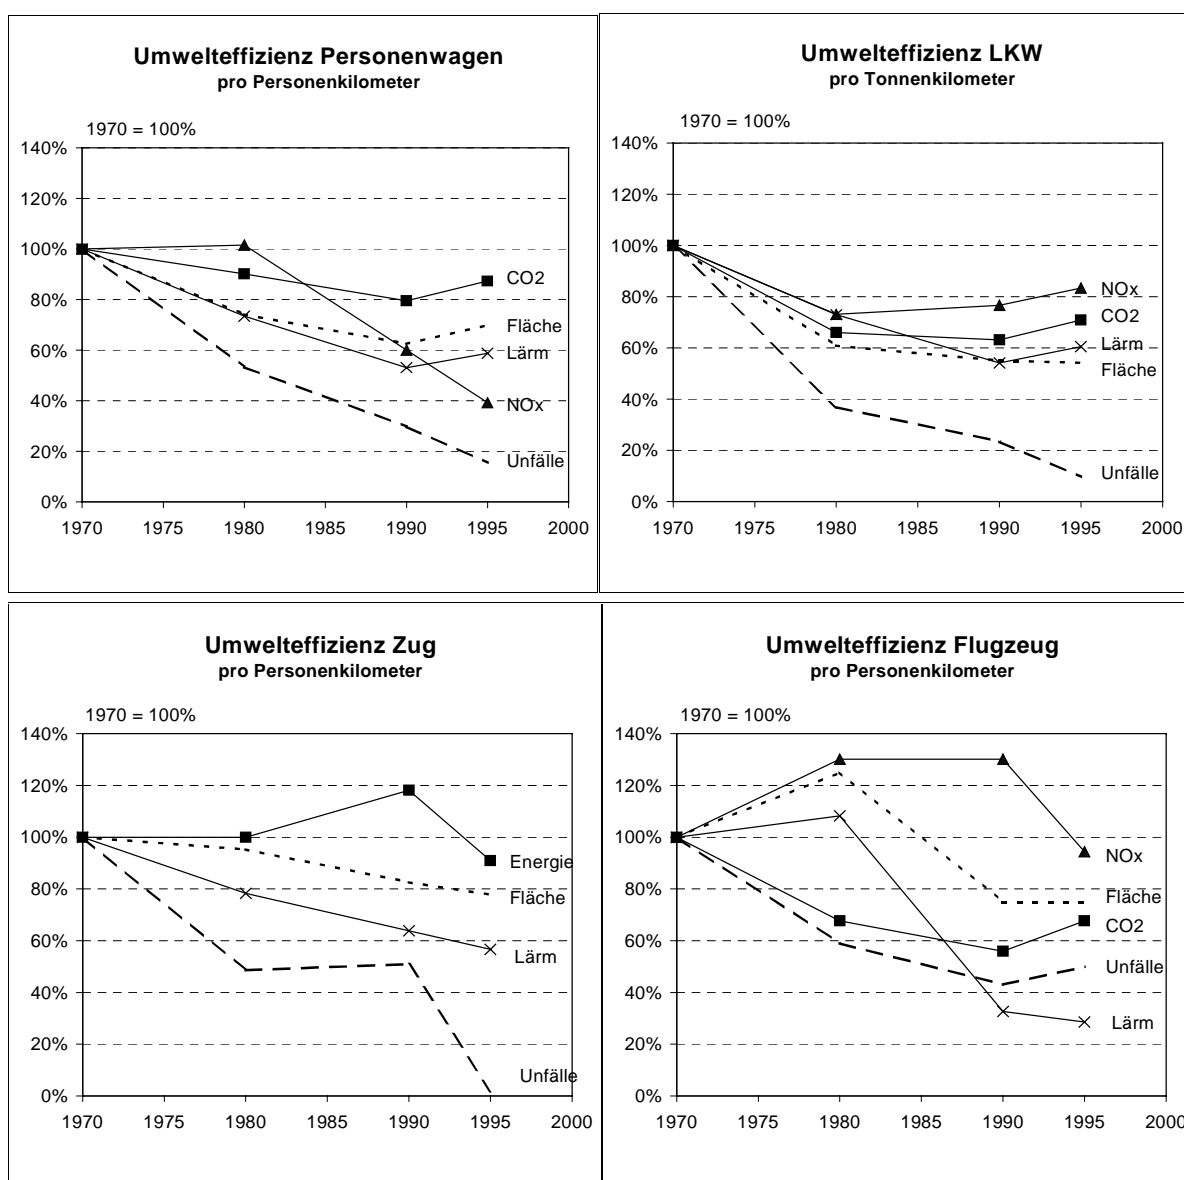 Umwelteffizienz Personenwagen
pro Personenkilometer
1970 = 100%
140%
120%
100%
80%
60%
40%
20%
0%
1970 1975 1980 1985 1990 1995 2000
CO2
Fläche
Lärm
NOx
Unfälle
Umwelteffizienz LKW
pro Tonnenkilometer
1970 = 100%
140%
120%
100%
80%
60%
40%
20%
0%
1970 1975 1980 1985 1990 1995 2000
NOx
CO2
Lärm
Fläche
Unfälle
Umwelteffizienz Zug
pro Personenkilometer
1970 = 100%
140%
120%
100%
80%
60%
40%
20%
0%
1970 1975 1980 1985 1990 1995 2000
Energie
Fläche
Lärm
Unfälle
Umwelteffizienz Flugzeug
pro Personenkilometer
1970 = 100%
140%
120%
100%
80%
60%
40%
20%
0%
1970 1975 1980 1985 1990 1995 2000
NOx
Fläche
CO2
Unfälle
Lärm